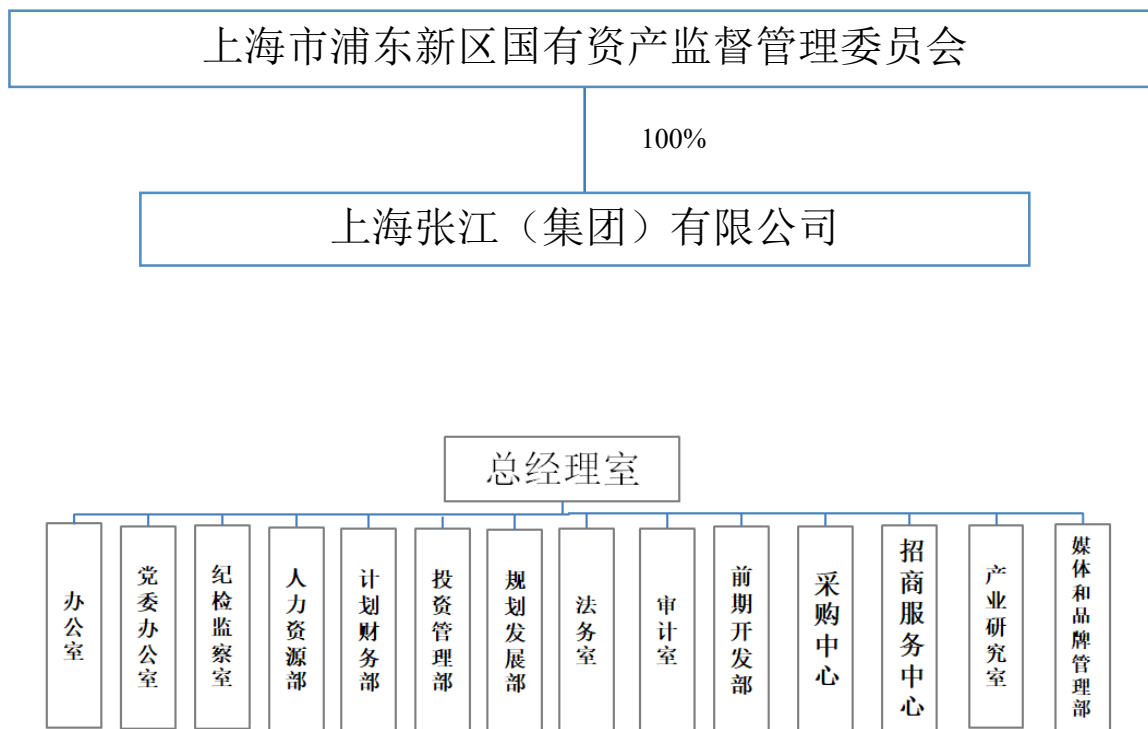 上海市浦东新区国有资产监督管理委员会
100%
上海张江（集团）有限公司
总经理室
办公室
党委办公室
纪检监察室
人力资源部
计划财务部
投资管理部
规划发展部
法务室
审计室
前期开发部
采购中心
招商服务中心
产业研究室
媒体和品牌管理部